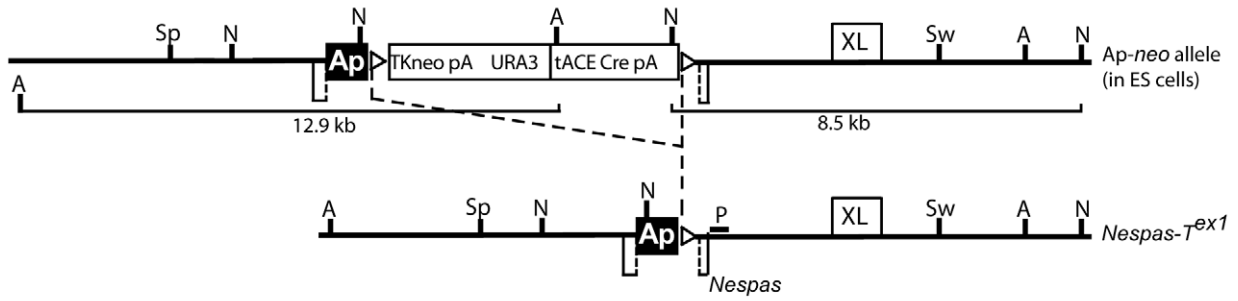 Sp N N A N Sw A N
Ap TKneo pA URA3 tACE Cre pA XL Ap-neo allele
(in ES cells)
A
12.9 kb 8.5 kb
A Sp N N P Sw A N
Ap XL Nespas-T^ex1
Nespas